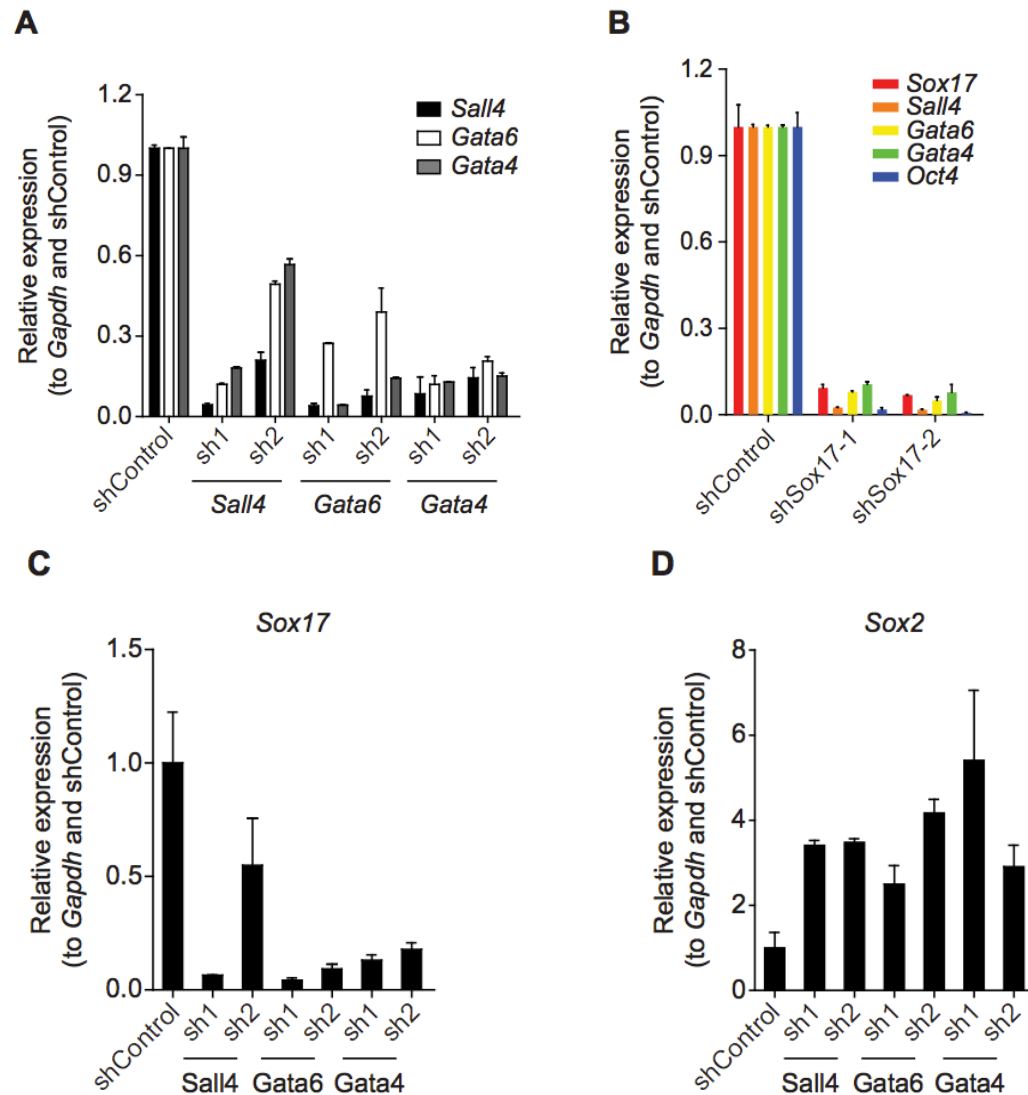 A
Relative expression
(to Gapdh and shControl)
1.2
0.9
0.6
0.3
0.0
Sall4
Gata6
Gata4
shControl
sh1
sh2
sh1
sh2
sh1
sh2
Sall4
Gata6
Gata4
B
Relative expression
(to Gapdh and shControl)
1.2
0.9
0.6
0.3
0.0
Sox17
Sall4
Gata6
Gata4
Oct4
shControl
shSox17-1
shSox17-2
C
Sox17
Relative expression
(to Gapdh and shControl)
1.5
1.0
0.5
0.0
shControl
sh1
sh2
sh1
sh2
sh1
sh2
Sall4
Gata6
Gata4
D
Sox2
Relative expression
(to Gapdh and shControl)
8
6
4
2
0
shControl
sh1
sh2
sh1
sh2
sh1
sh2
Sall4
Gata6
Gata4